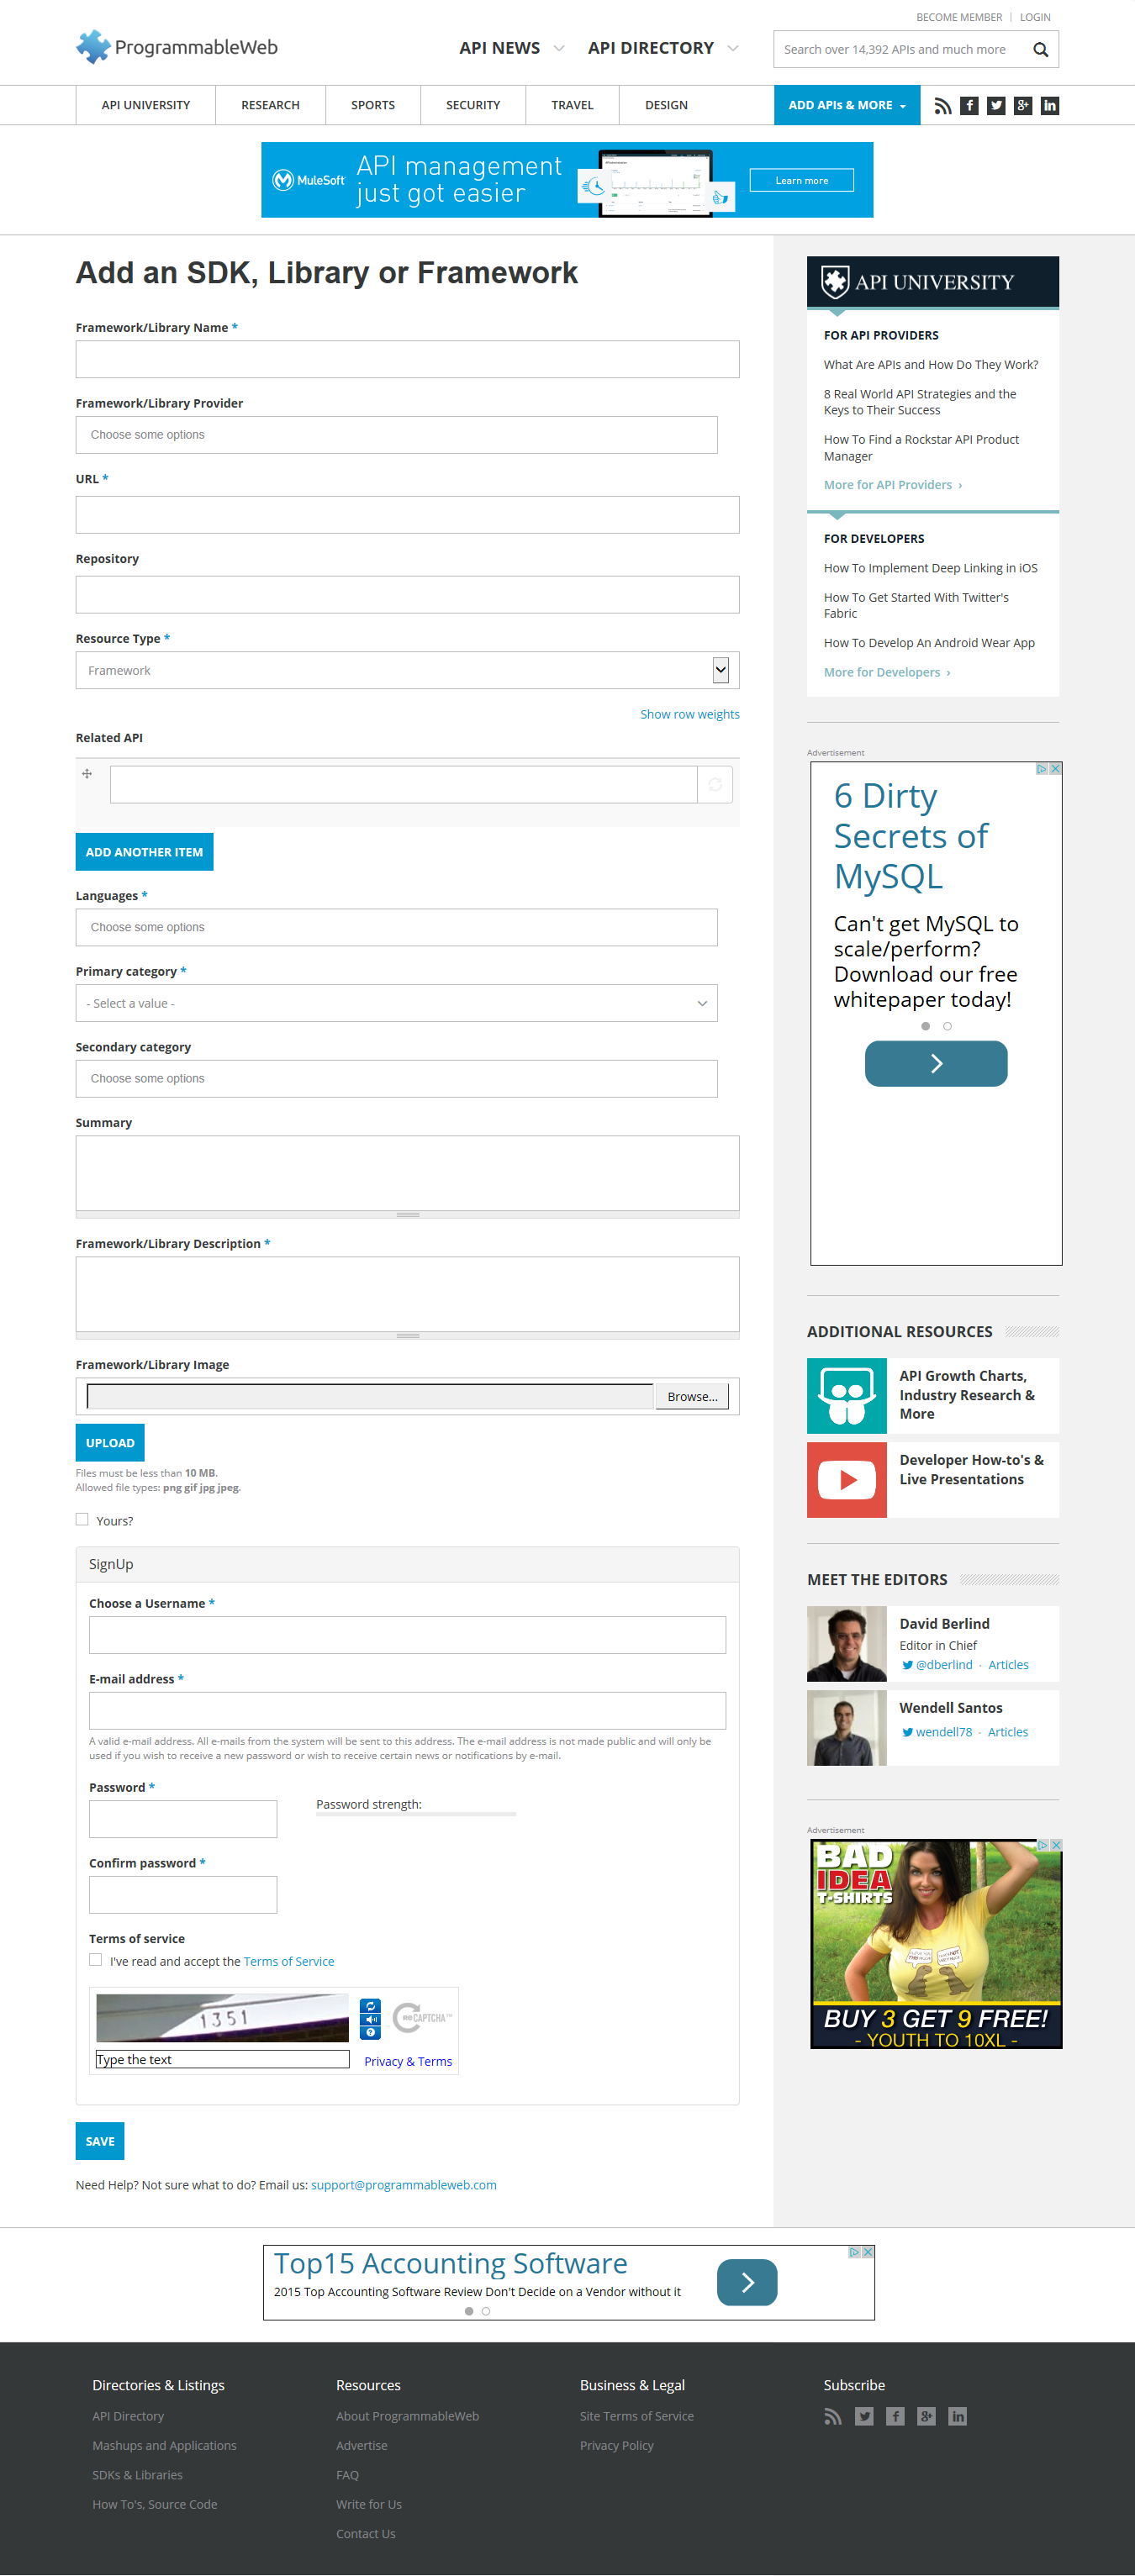 BECOME MEMBER | LOGIN
ProgrammableWeb
API NEWS
API DIRECTORY
Search over 14,392 APIs and much more
API UNIVERSITY
RESEARCH
SPORTS
SECURITY
TRAVEL
DESIGN
ADD APIs & MORE
MuleSoft
API management
just got easier
Learn more
Add an SDK, Library or Framework
Framework/Library Name *
Framework/Library Provider
Choose some options
URL *
Repository
Resource Type *
Framework
Show row weights
Related API
ADD ANOTHER ITEM
Languages *
Choose some options
Primary category *
- Select a value -
Secondary category
Choose some options
Summary
Framework/Library Description *
Framework/Library Image
Browse...
UPLOAD
Files must be less than 10 MB.
Allowed file types: png gif jpg jpeg.
Yours?
SignUp
Choose a Username *
E-mail address *
A valid e-mail address. All e-mails from the system will be sent to this address. The e-mail address is not made public and will only be
used if you wish to receive a new password or wish to receive certain news or notifications by e-mail.
Password *
Password strength:
Confirm password *
Terms of service
I've read and accept the Terms of Service
1351
reCAPTCHA™
Type the text
Privacy & Terms
SAVE
Need Help? Not sure what to do? Email us: support@programmableweb.com
API UNIVERSITY
FOR API PROVIDERS
What Are APIs and How Do They Work?
8 Real World API Strategies and the
Keys to Their Success
How To Find a Rockstar API Product
Manager
More for API Providers ›
FOR DEVELOPERS
How To Implement Deep Linking in iOS
How To Get Started With Twitter's
Fabric
How To Develop An Android Wear App
More for Developers ›
Advertisement
6 Dirty
Secrets of
MySQL
Can't get MySQL to
scale/perform?
Download our free
whitepaper today!
ADDITIONAL RESOURCES
API Growth Charts,
Industry Research &
More
Developer How-to's &
Live Presentations
MEET THE EDITORS
David Berlind
Editor in Chief
@dberlind · Articles
Wendell Santos
wendell78 · Articles
Advertisement
BAD
IDEA
T-SHIRTS
BUY 3 GET 9 FREE!
- YOUTH TO 10XL -
Top15 Accounting Software
2015 Top Accounting Software Review Don't Decide on a Vendor without it
Directories & Listings
API Directory
Mashups and Applications
SDKs & Libraries
How To's, Source Code
Resources
About ProgrammableWeb
Advertise
FAQ
Write for Us
Contact Us
Business & Legal
Site Terms of Service
Privacy Policy
Subscribe